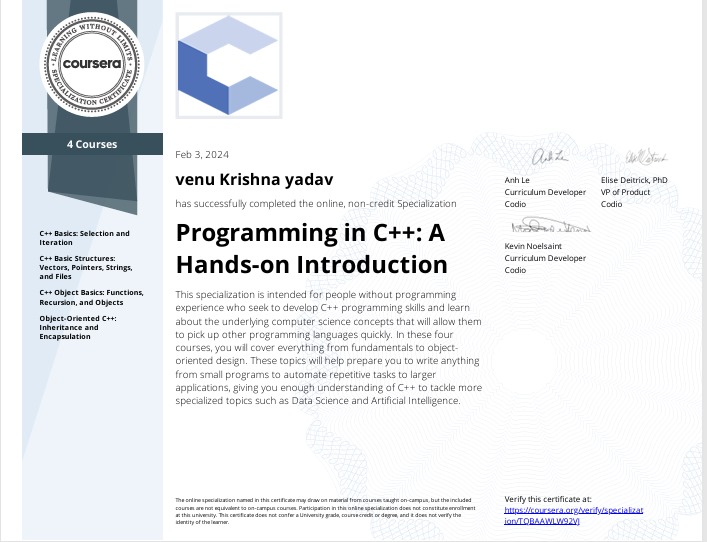 LEARNING WITHOUT LIMITS
coursera
SPECIALIZATION CERTIFICATE
4 Courses
C++ Basics: Selection and
Iteration
C++ Basic Structures:
Vectors, Pointers, Strings,
and Files
C++ Object Basics: Functions,
Recursion, and Objects
Object-Oriented C++:
Inheritance and
Encapsulation
Feb 3, 2024
venu Krishna yadav
has successfully completed the online, non-credit Specialization
Programming in C++: A
Hands-on Introduction
This specialization is intended for people without programming
experience who seek to develop C++ programming skills and learn
about the underlying computer science concepts that will allow them
to pick up other programming languages quickly. In these four
courses, you will cover everything from fundamentals to object-
oriented design. These topics will help prepare you to write anything
from small programs to automate repetitive tasks to larger
applications, giving you enough understanding of C++ to tackle more
specialized topics such as Data Science and Artificial Intelligence.
Anh Le
Anh Le
Curriculum Developer
Codio
Elise Deitrick, PhD
VP of Product
Codio
Kevin Noelsaint
Curriculum Developer
Codio
The online specialization named in this certificate may draw on material from courses taught on-campus, but the included
courses are not equivalent to on-campus courses. Participation in this online specialization does not constitute enrollment
at this university. This certificate does not confer a University grade, course credit or degree, and it does not verify the
identity of the learner.
Verify this certificate at:
https://coursera.org/verify/specializat
ion/TQBAAWLW92VJ